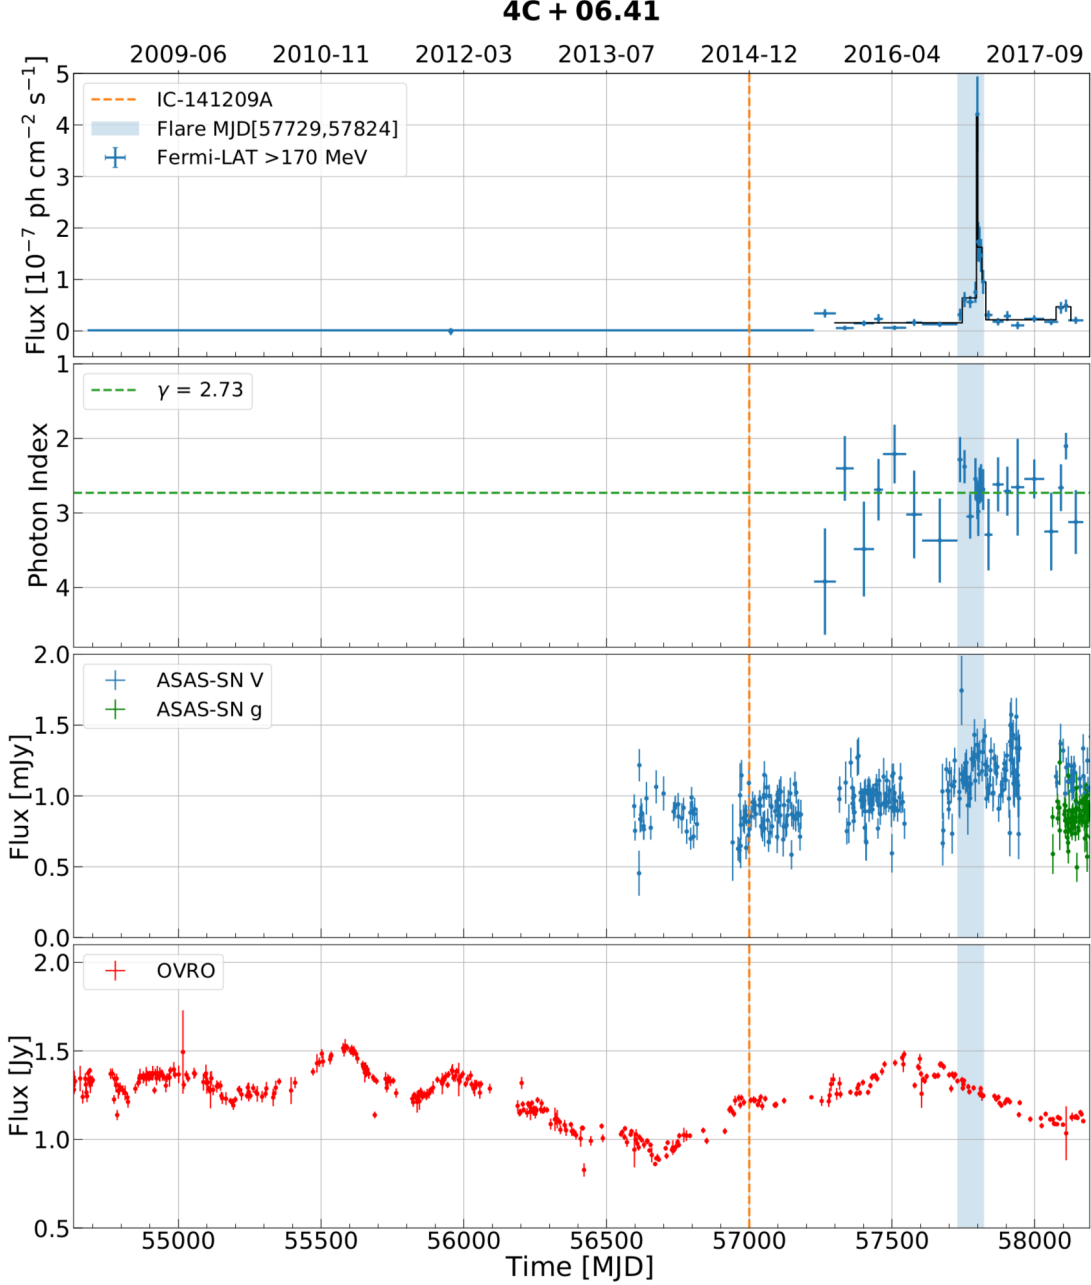 4C + 06.41
2009-06 2010-11 2012-03 2013-07 2014-12 2016-04 2017-09
Flux [10⁻⁷ ph cm⁻² s⁻¹]
5
4
3
2
1
0
IC-141209A
Flare MJD[57729,57824]
Fermi-LAT >170 MeV
Photon Index
1
2
3
4
γ = 2.73
Flux [mJy]
2.0
1.5
1.0
0.5
0.0
ASAS-SN V
ASAS-SN g
Flux [Jy]
2.0
1.5
1.0
0.5
OVRO
55000 55500 56000 56500 57000 57500 58000
Time [MJD]